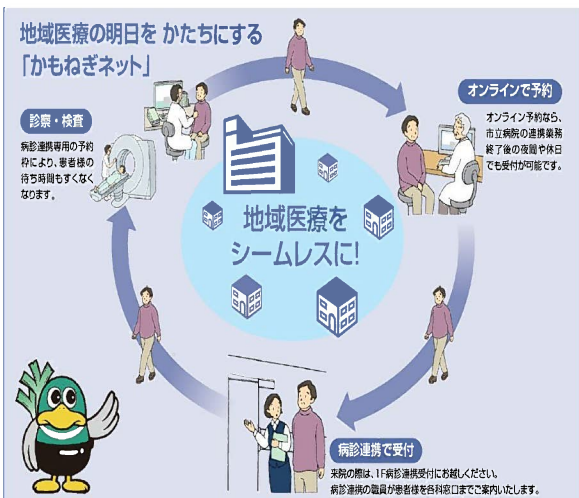 地域医療の明日を かたちにする
「かもねぎネット」
診察・検査
病診連携専用の予約
枠により、患者様の
待ち時間もすくなく
なります。
オンラインで予約
オンライン予約なら、
市立病院の連携業務
終了後の夜間や休日
でも受付が可能です。
地域医療を
シームレスに!
病診連携で受付
来院の際は、1F病診連携受付にお越しください。
病診連携の職員が患者様を各科窓口までご案内いたします。